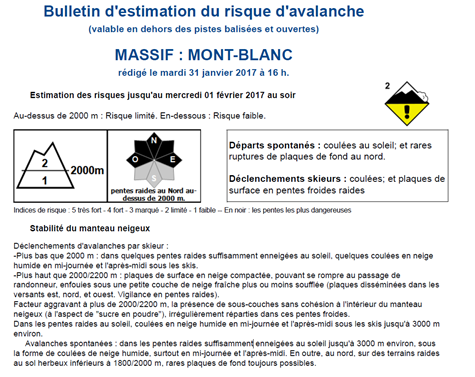 Bulletin d'estimation du risque d'avalanche
(valable en dehors des pistes balisées et ouvertes)
MASSIF : MONT-BLANC
rédigé le mardi 31 janvier 2017 à 16 h.
Estimation des risques jusqu'au mercredi 01 février 2017 au soir
Au-dessus de 2000 m : Risque limité. En-dessous : Risque faible.
2
2
1
2000m
N
O
E
S
pentes raides au Nord au-
dessus de 2000 m.
Départs spontanés : coulées au soleil; et rares
ruptures de plaques de fond au nord.
Déclenchements skieurs : coulées; et plaques de
surface en pentes froides raides
Indices de risque : 5 très fort - 4 fort - 3 marqué - 2 limité - 1 faible -- En noir : les pentes les plus dangereuses
Stabilité du manteau neigeux
Déclenchements d'avalanches par skieur :
-Plus bas que 2000 m : dans quelques pentes raides suffisamment enneigées au soleil, quelques coulées en neige
humide en mi-journée et l'après-midi sous les skis.
-Plus haut que 2000/2200 m : plaques de surface en neige compactée, pouvant se rompre au passage de
randonneur, enfouies sous une petite couche de neige fraîche plus ou moins soufflée (plaques disséminées dans les
versants est, nord, et ouest. Vigilance en pentes raides).
Facteur aggravant à plus de 2000/2200 m, la présence de sous-couches sans cohésion à l'intérieur du manteau
neigeux (à l'aspect de "sucre en poudre"), irrégulièrement réparties dans ces pentes froides.
Dans les pentes raides au soleil, coulées en neige humide en mi-journée et l'après-midi sous les skis jusqu'à 3000 m
environ.
Avalanches spontanées : dans les pentes raides suffisamment enneigées au soleil jusqu'à 3000 m environ, sous
la forme de coulées de neige humide, surtout en mi-journée et l'après-midi. En outre, au nord, sur des terrains raides
au sol herbeux inférieurs à 1800/2000 m, rares plaques de fond toujours possibles.